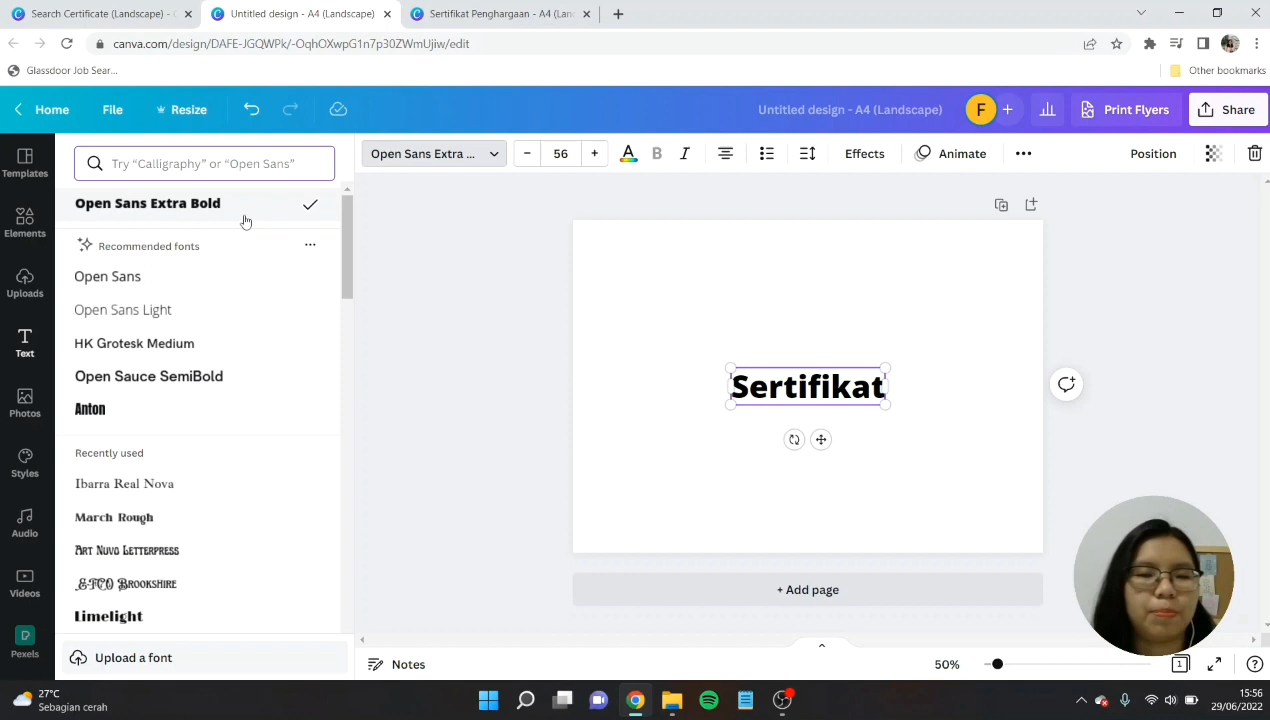 Search Certificate (Landscape) - C
Untitled design - A4 (Landscape)
Sertifikat Penghargaan - A4 (Lanc
canva.com/design/DAFE-JGQWPk/-OqhOXwpG1n7p30ZWmUjiw/edit
Glassdoor Job Sear...
Other bookmarks
Home
File
Resize
Untitled design - A4 (Landscape)
F
Print Flyers
Share
Templates
Elements
Uploads
Text
Photos
Styles
Audio
Videos
Pexels
Try “Calligraphy” or “Open Sans”
Open Sans Extra Bold
Recommended fonts
Open Sans
Open Sans Light
HK Grotesk Medium
Open Sauce SemiBold
Anton
Recently used
Ibarra Real Nova
March Rough
Art Nuvo Letterpress
Brookshire
Limelight
Upload a font
Open Sans Extra ...
56
A
B
I
Effects
Animate
Position
Sertifikat
+ Add page
Notes
50%
1
27°C
Sebagian cerah
15:56
29/06/2022